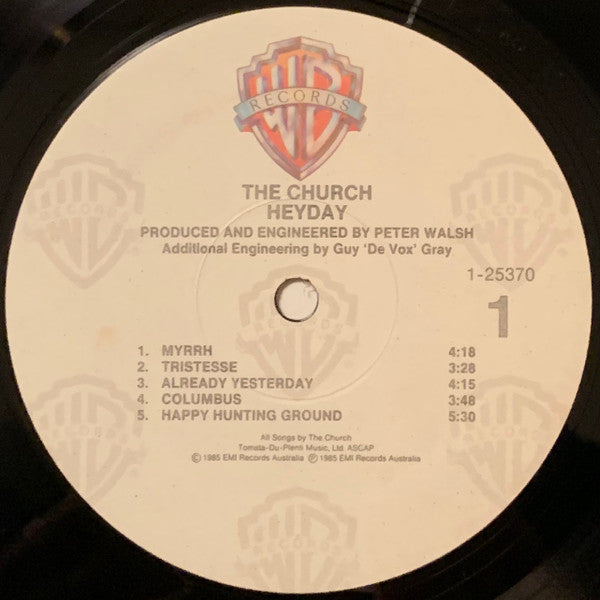 RECORDS
THE CHURCH
HEYDAY
PRODUCED AND ENGINEERED BY PETER WALSH
Additional Engineering by Guy 'De Vox' Gray
1-25370
1
1. MYRRH 4:18
2. TRISTESSE 3:28
3. ALREADY YESTERDAY 4:15
4. COLUMBUS 3:48
5. HAPPY HUNTING GROUND 5:30
All Songs by The Church
Tomata-Du-Plenti Music, Ltd. ASCAP
© 1985 EMI Records Australia ℗ 1985 EMI Records Australia